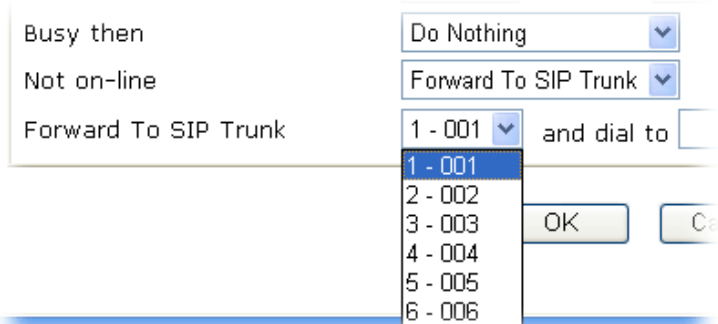 Busy then Do Nothing
Not on-line Forward To SIP Trunk
Forward To SIP Trunk 1 - 001 and dial to
1 - 001
2 - 002
3 - 003 OK
4 - 004
5 - 005
6 - 006